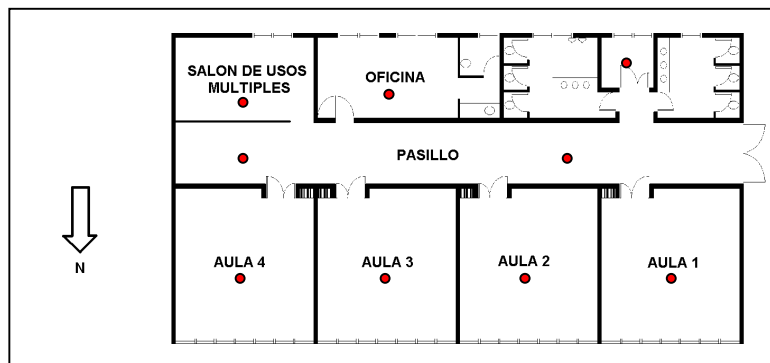 SALON DE USOS
MULTIPLES
OFICINA
PASILLO
N
AULA 4
AULA 3
AULA 2
AULA 1